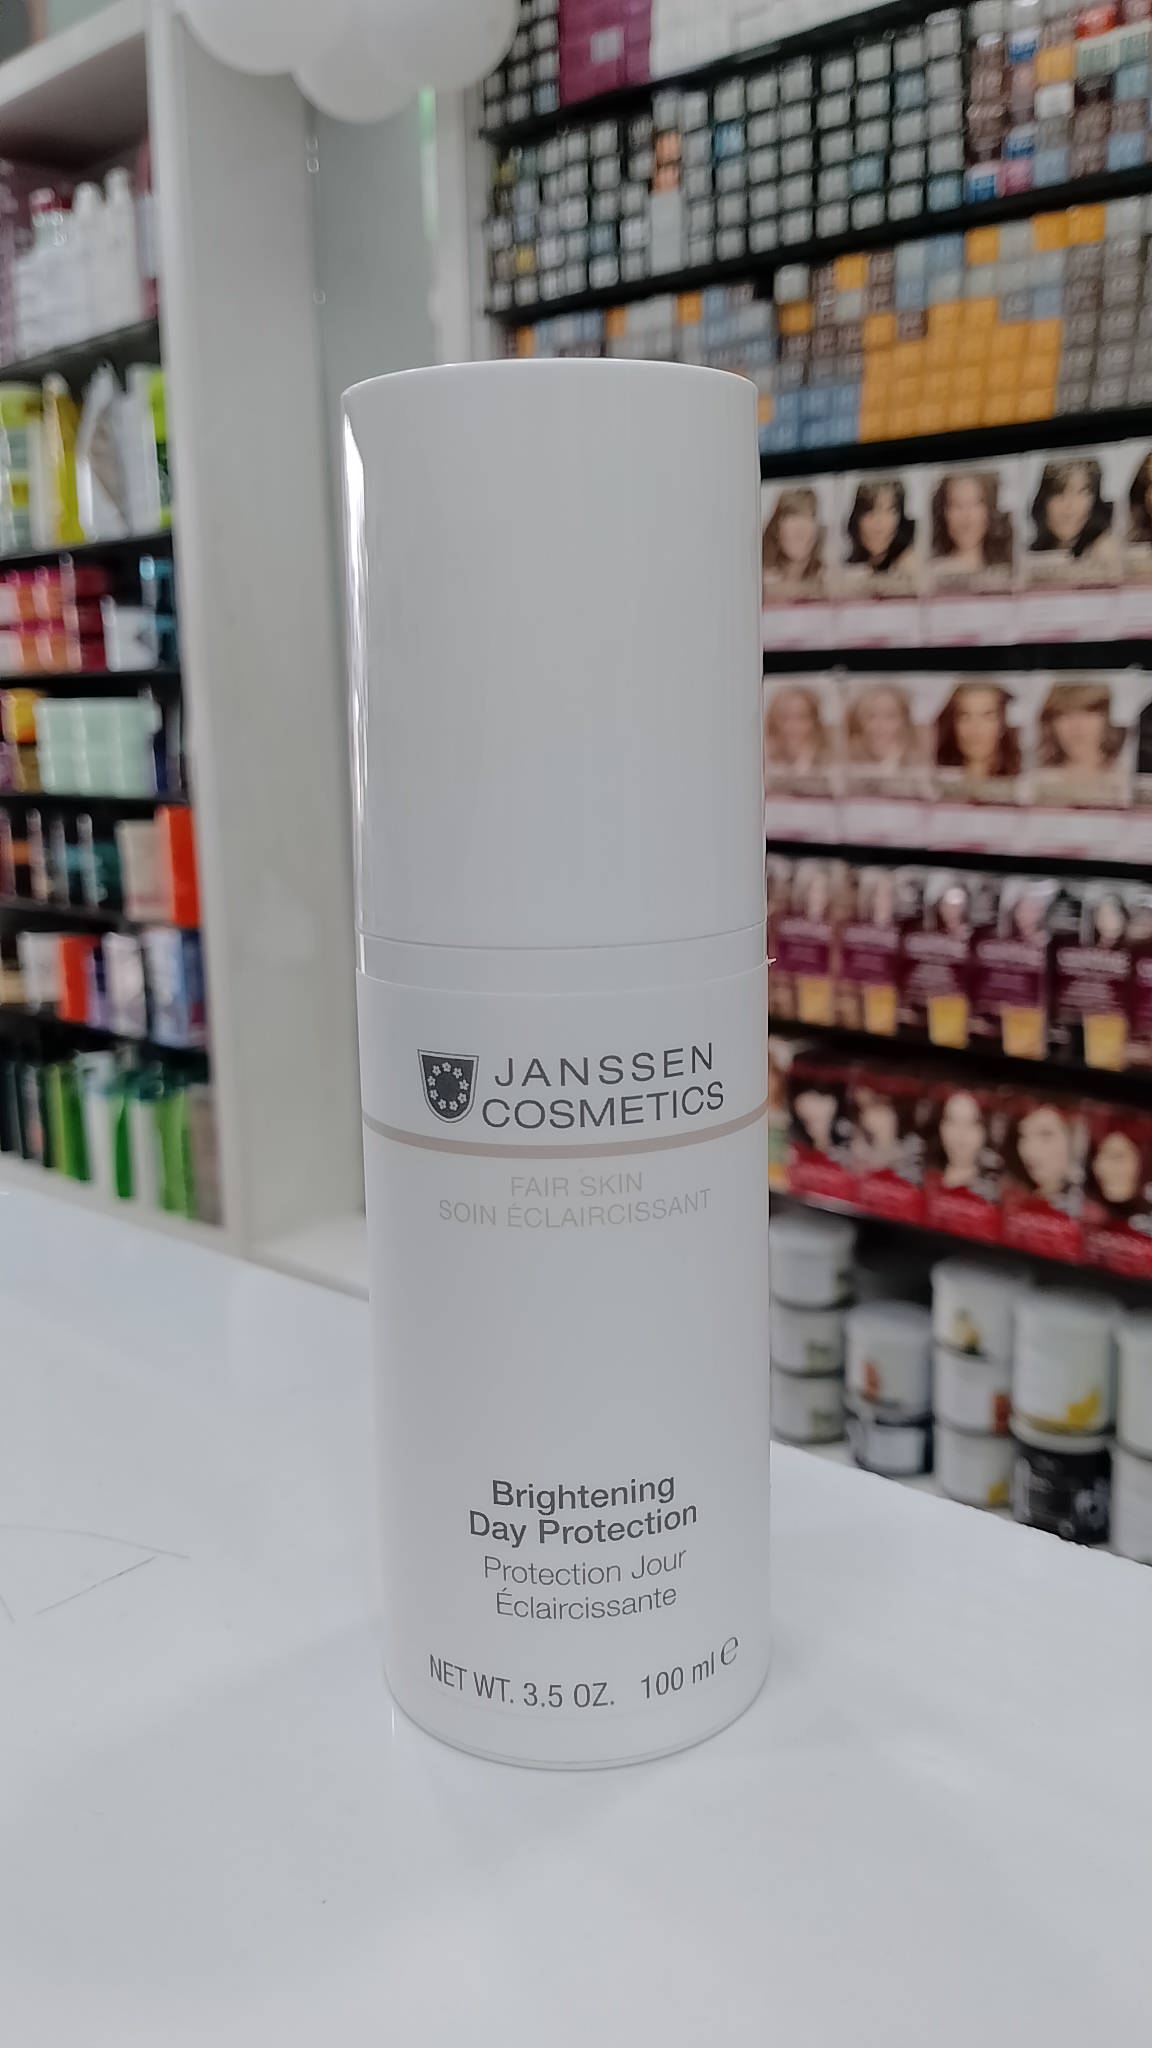 JANSSEN
COSMETICS
FAIR SKIN
SOIN ÉCLAIRCISSANT
Brightening
Day Protection
Protection Jour
Éclaircissante
NET WT. 3.5 OZ. 100 ml ℮